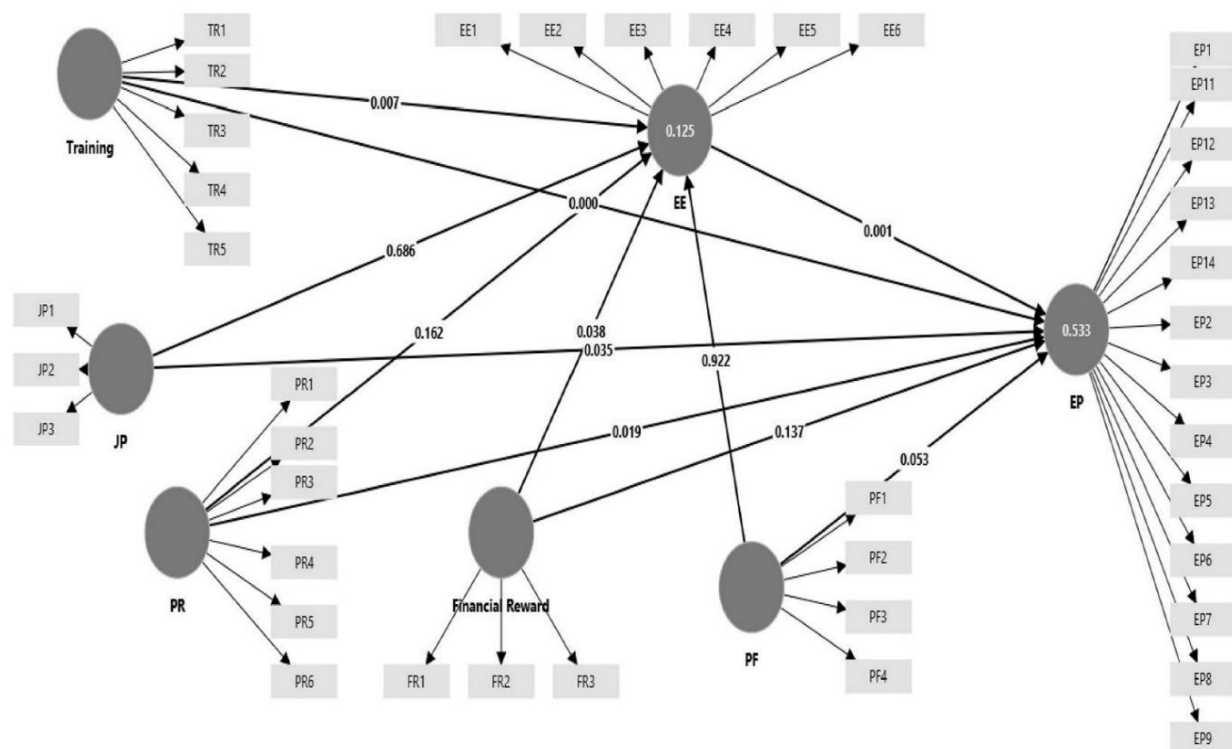 TR1
TR2
TR3
TR4
TR5
Training
EE1
EE2
EE3
EE4
EE5
EE6
0.125
EE
EP1
EP11
EP12
EP13
EP14
EP2
EP3
EP4
EP5
EP6
EP7
EP8
EP9
0.533
EP
0.007
0.000
0.001
0.686
0.162
0.038
0.035
0.922
0.019
0.137
0.053
JP1
JP2
JP3
JP
PR1
PR2
PR3
PR4
PR5
PR6
PR
Financial Reward
FR1
FR2
FR3
PF1
PF2
PF3
PF4
PF